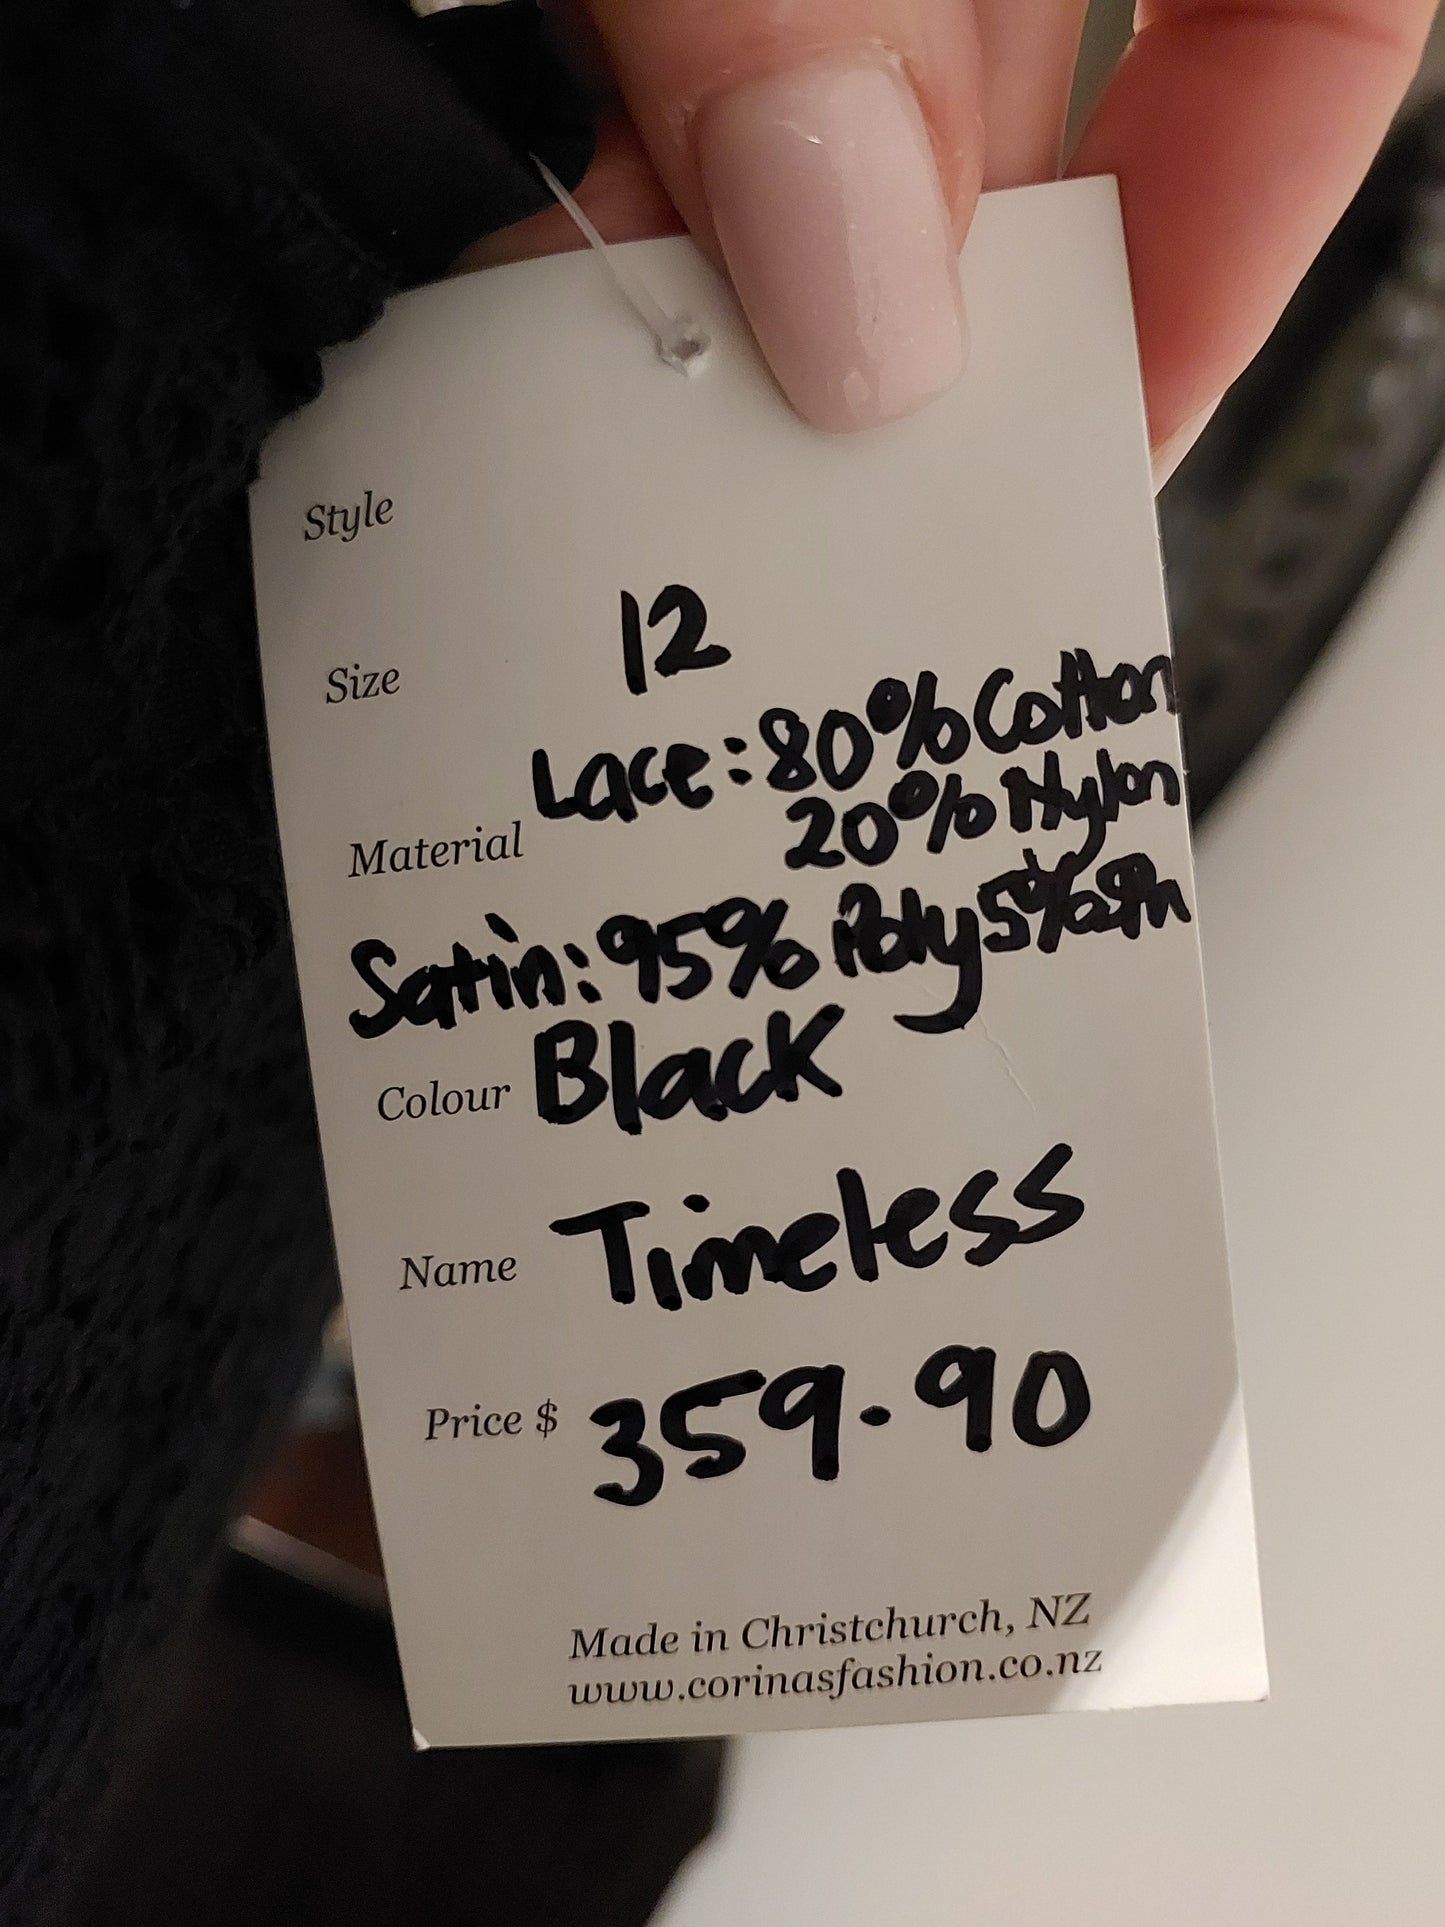 Style
Size 12
Lace: 80% Cotton
20% Nylon
Material
Satin: 95% Poly 5%
Colour Black
Name Timeless
Price $ 359.90
Made in Christchurch, NZ
www.corinasfashion.co.nz